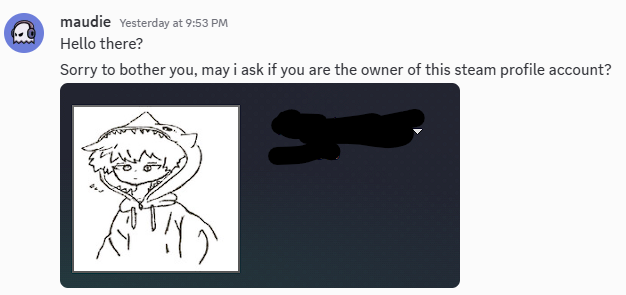 maudie Yesterday at 9:53 PM
Hello there?
Sorry to bother you, may i ask if you are the owner of this steam profile account?